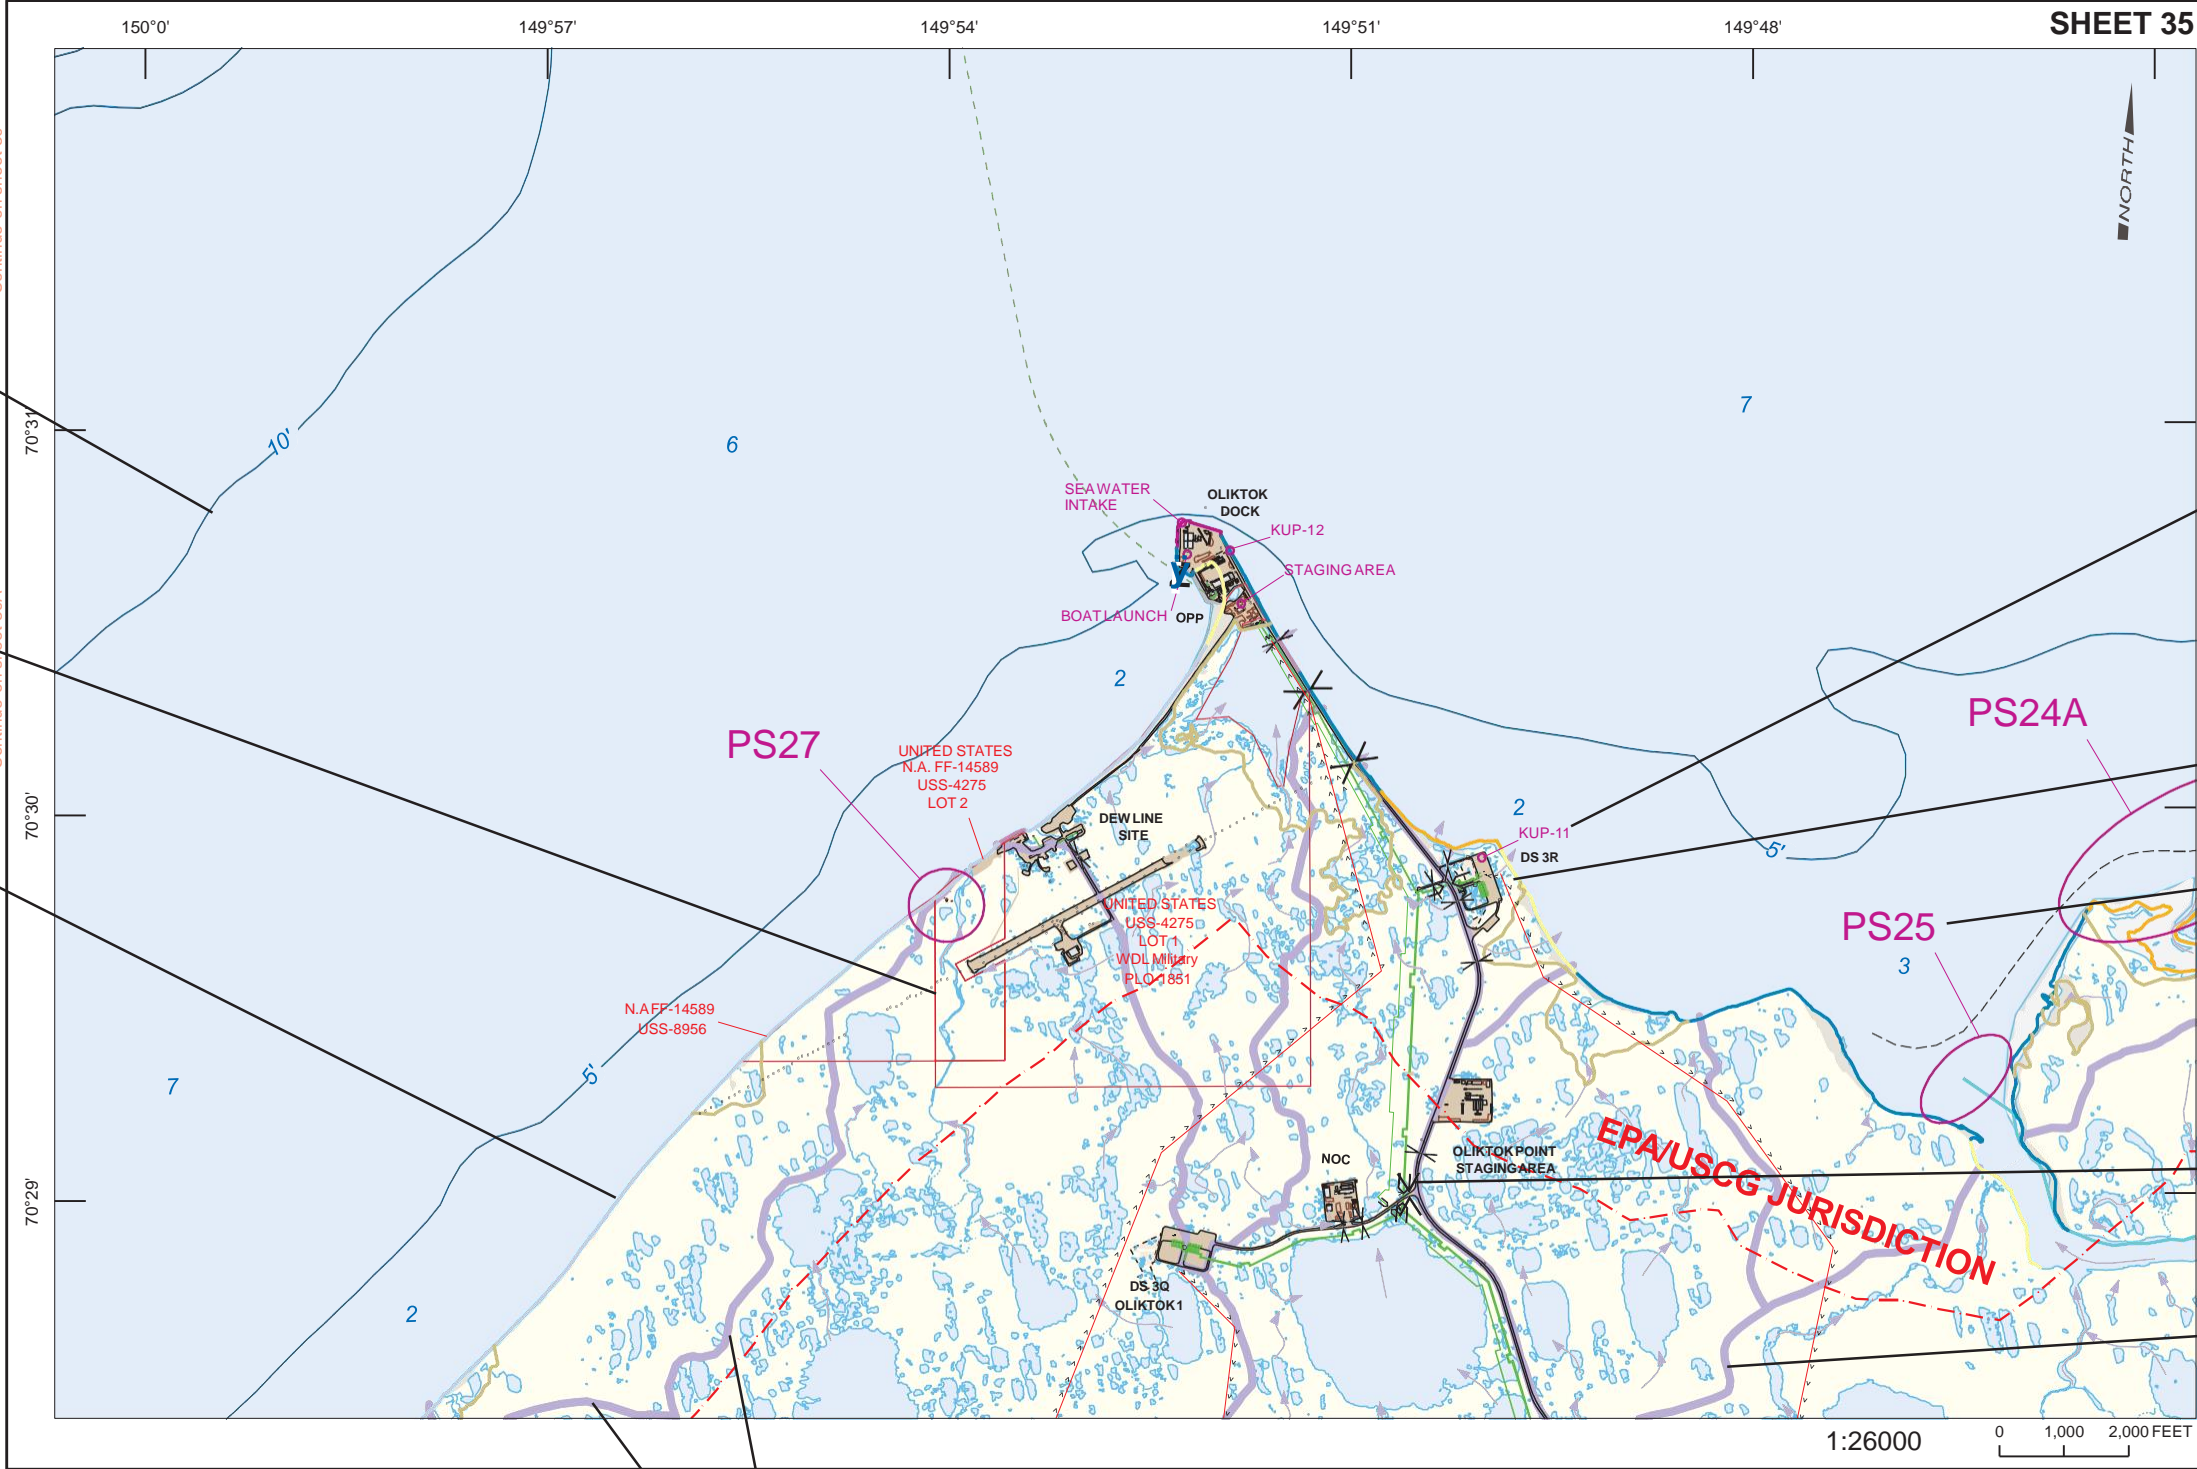 150°0'
149°57'
149°54'
149°51'
149°48'
SHEET 35
NORTH
70°31'
70°30'
70°29'
10'
6
7
SEAWATER
INTAKE
OLIKTOK
DOCK
KUP-12
STAGING AREA
BOAT LAUNCH
OPP
2
PS27
UNITED STATES
N.A. FF-14589
USS-4275
LOT 2
DEW LINE
SITE
PS24A
2
KUP-11
DS 3R
5'
UNITED STATES
USS-4275
LOT 1
WDL Military
PLO-1851
PS25
3
N.A FF-14589
USS-8956
5'
7
EPA/USCG JURISDICTION
OLIKTOK POINT
STAGING AREA
NOC
DS 3Q
OLIKTOK 1
2
1:26000
0
1,000
2,000 FEET